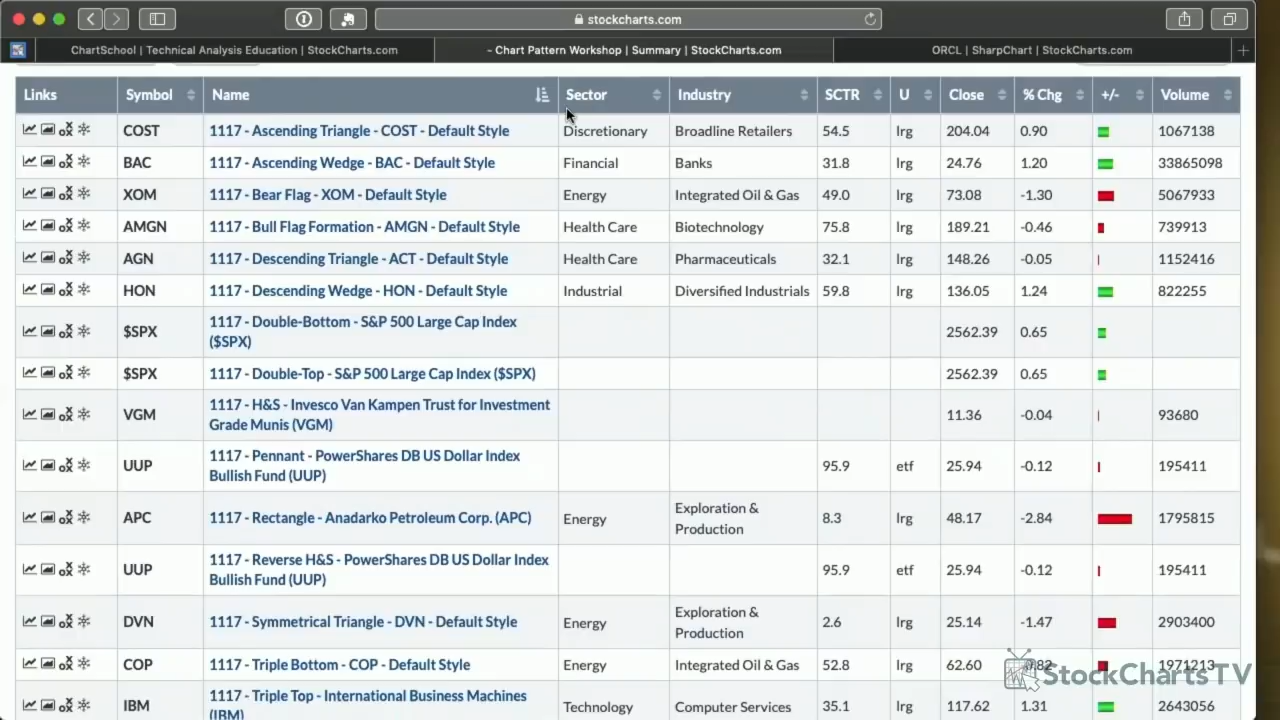 stockcharts.com
ChartSchool | Technical Analysis Education | StockCharts.com
~ Chart Pattern Workshop | Summary | StockCharts.com
ORCL | SharpChart | StockCharts.com
Links Symbol Name Sector Industry SCTR U Close % Chg +/- Volume
COST 1117 - Ascending Triangle - COST - Default Style Discretionary Broadline Retailers 54.5 lrg 204.04 0.90 1067138
BAC 1117 - Ascending Wedge - BAC - Default Style Financial Banks 31.8 lrg 24.76 1.20 33865098
XOM 1117 - Bear Flag - XOM - Default Style Energy Integrated Oil & Gas 49.0 lrg 73.08 -1.30 5067933
AMGN 1117 - Bull Flag Formation - AMGN - Default Style Health Care Biotechnology 75.8 lrg 189.21 -0.46 739913
AGN 1117 - Descending Triangle - ACT - Default Style Health Care Pharmaceuticals 32.1 lrg 148.26 -0.05 1152416
HON 1117 - Descending Wedge - HON - Default Style Industrial Diversified Industrials 59.8 lrg 136.05 1.24 822255
1117 - Double-Bottom - S&P 500 Large Cap Index
$SPX 2562.39 0.65
($SPX)
$SPX 1117 - Double-Top - S&P 500 Large Cap Index ($SPX) 2562.39 0.65
1117 - H&S - Invesco Van Kampen Trust for Investment
VGM 11.36 -0.04 93680
Grade Munis (VGM)
1117 - Pennant - PowerShares DB US Dollar Index
UUP 95.9 etf 25.94 -0.12 195411
Bullish Fund (UUP)
Exploration &
APC 1117 - Rectangle - Anadarko Petroleum Corp. (APC) Energy 8.3 lrg 48.17 -2.84 1795815
Production
1117 - Reverse H&S - PowerShares DB US Dollar Index
UUP 95.9 etf 25.94 -0.12 195411
Bullish Fund (UUP)
Exploration &
DVN 1117 - Symmetrical Triangle - DVN - Default Style Energy 2.6 lrg 25.14 -1.47 2903400
Production
COP 1117 - Triple Bottom - COP - Default Style Energy Integrated Oil & Gas 52.8 lrg 62.60 1971213
StockChartsTV
1117 - Triple Top - International Business Machines
IBM Technology Computer Services 35.1 lrg 117.62 1.31 2643056
(IBM)